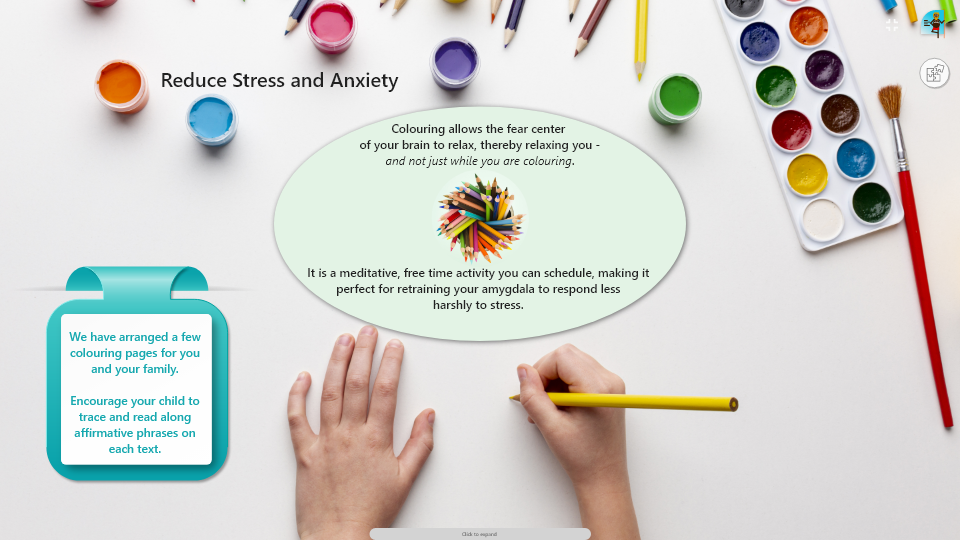 Reduce Stress and Anxiety
Colouring allows the fear center
of your brain to relax, thereby relaxing you -
and not just while you are colouring.
It is a meditative, free time activity you can schedule, making it
perfect for retraining your amygdala to respond less
harshly to stress.
We have arranged a few
colouring pages for you
and your family.
Encourage your child to
trace and read along
affirmative phrases on
each text.
Click to expand